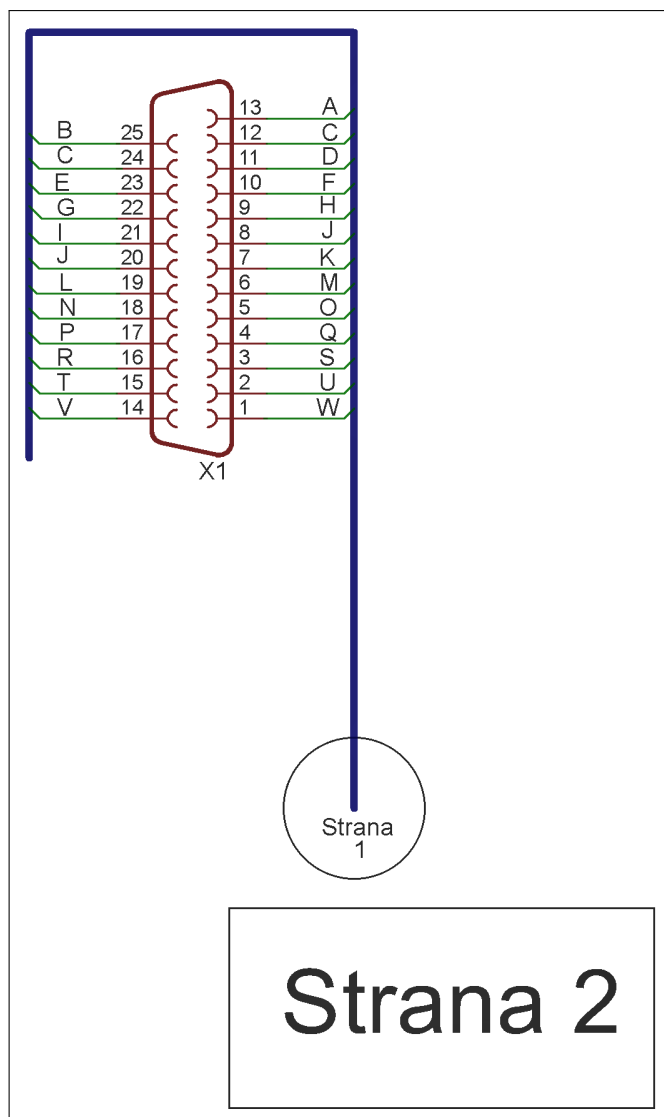 13 A
B 25 12 C
C 24 11 D
E 23 10 F
G 22 9 H
I 21 8 J
J 20 7 K
L 19 6 M
N 18 5 O
P 17 4 Q
R 16 3 S
T 15 2 U
V 14 1 W
X1
Strana
1
Strana 2